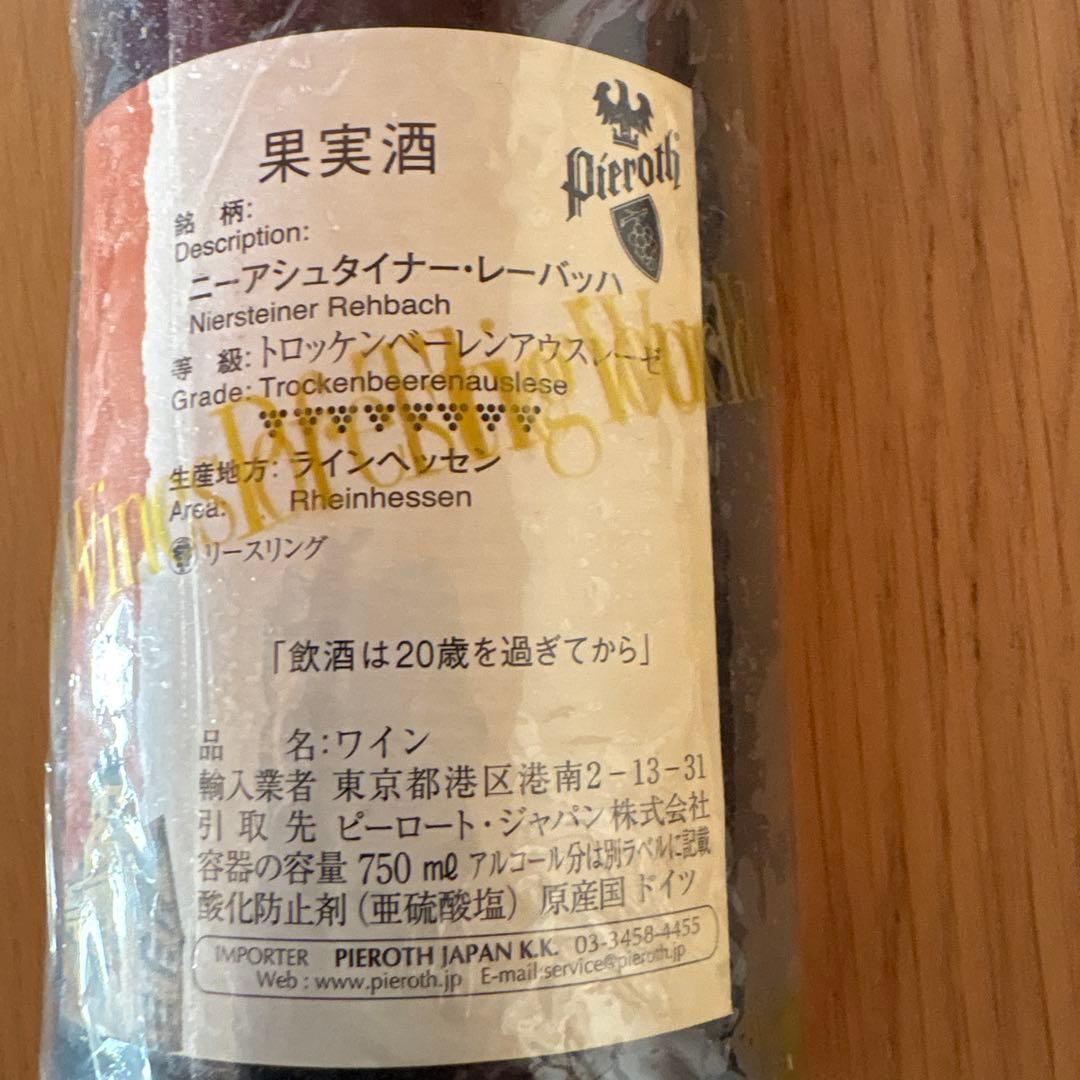 果実酒
Pieroth
銘 柄:
Description:
ニーアシュタイナー・レーバッハ
Niersteiner Rehbach
等 級:トロッケンベーレンアウスレーゼ
Grade: Trockenbeerenauslese
生産地方: ラインヘッセン
Area: Rheinhessen
リースリング
「飲酒は20歳を過ぎてから」
品 名:ワイン
輸入業者 東京都港区港南2-13-31
引 取 先 ピーロート・ジャパン株式会社
容器の容量 750 ㎖ アルコール分は別ラベルに記載
酸化防止剤(亜硫酸塩) 原産国 ドイツ
IMPORTER PIEROTH JAPAN K.K. 03-3458-4455
Web : www.pieroth.jp E-mail:service@pieroth.jp